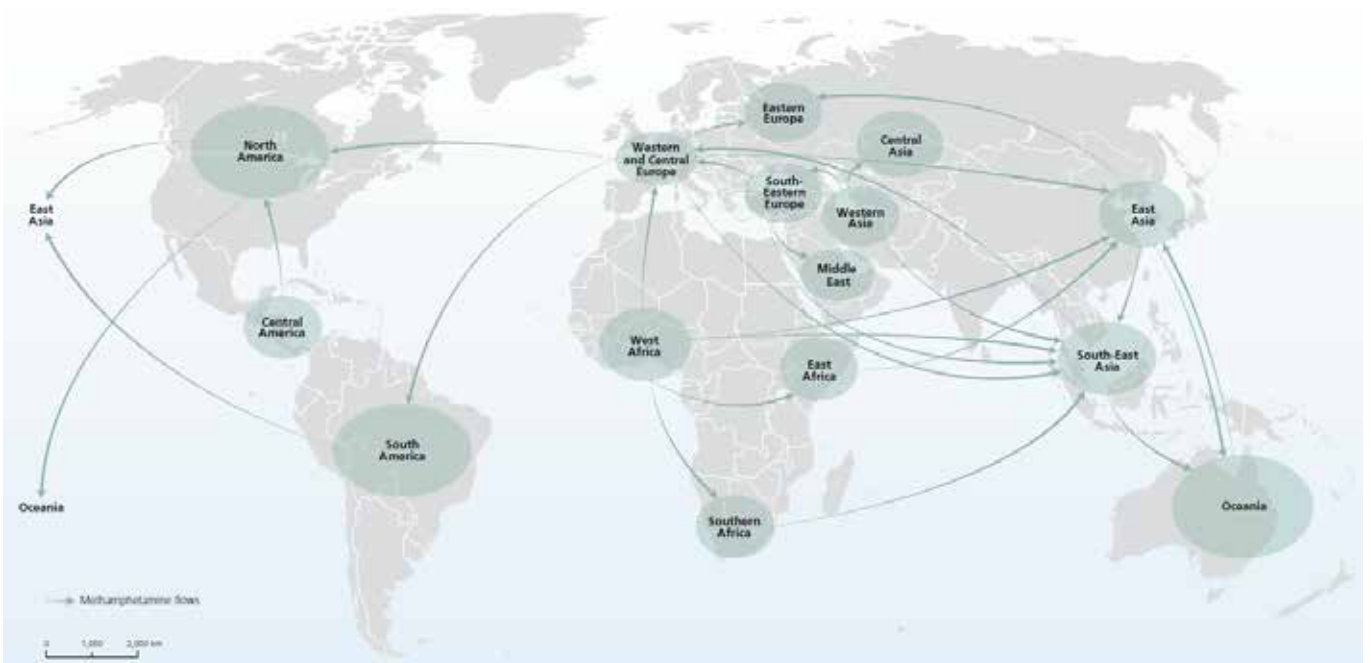 Eastern
Europe
North
America
Western
and Central
Europe
Central
Asia
South-
Eastern
Europe
Western
Asia
East
Asia
East
Asia
Middle
East
Central
America
West
Africa
East
Africa
South-East
Asia
South
America
Oceania
Southern
Africa
Oceania
Methamphetamine flows
0 1,000 2,000 km